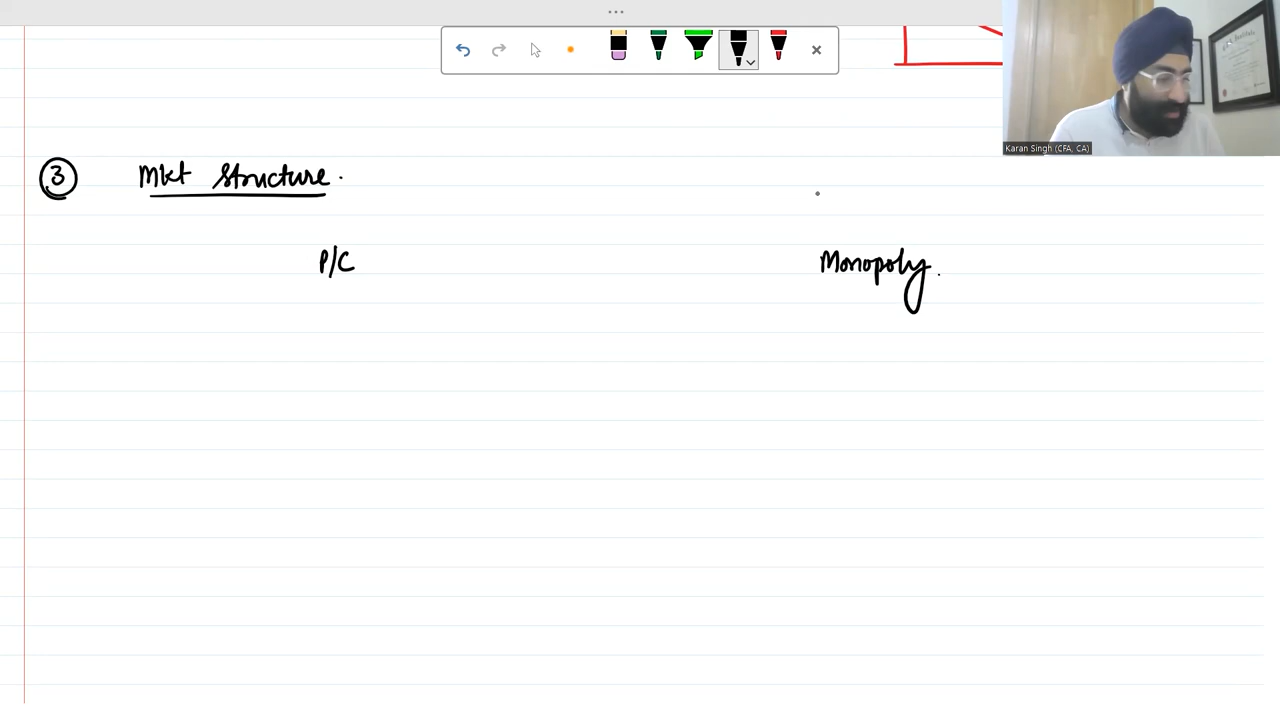 Karan Singh (CFA, CA)
③ Mkt Structure.
P/C Monopoly.